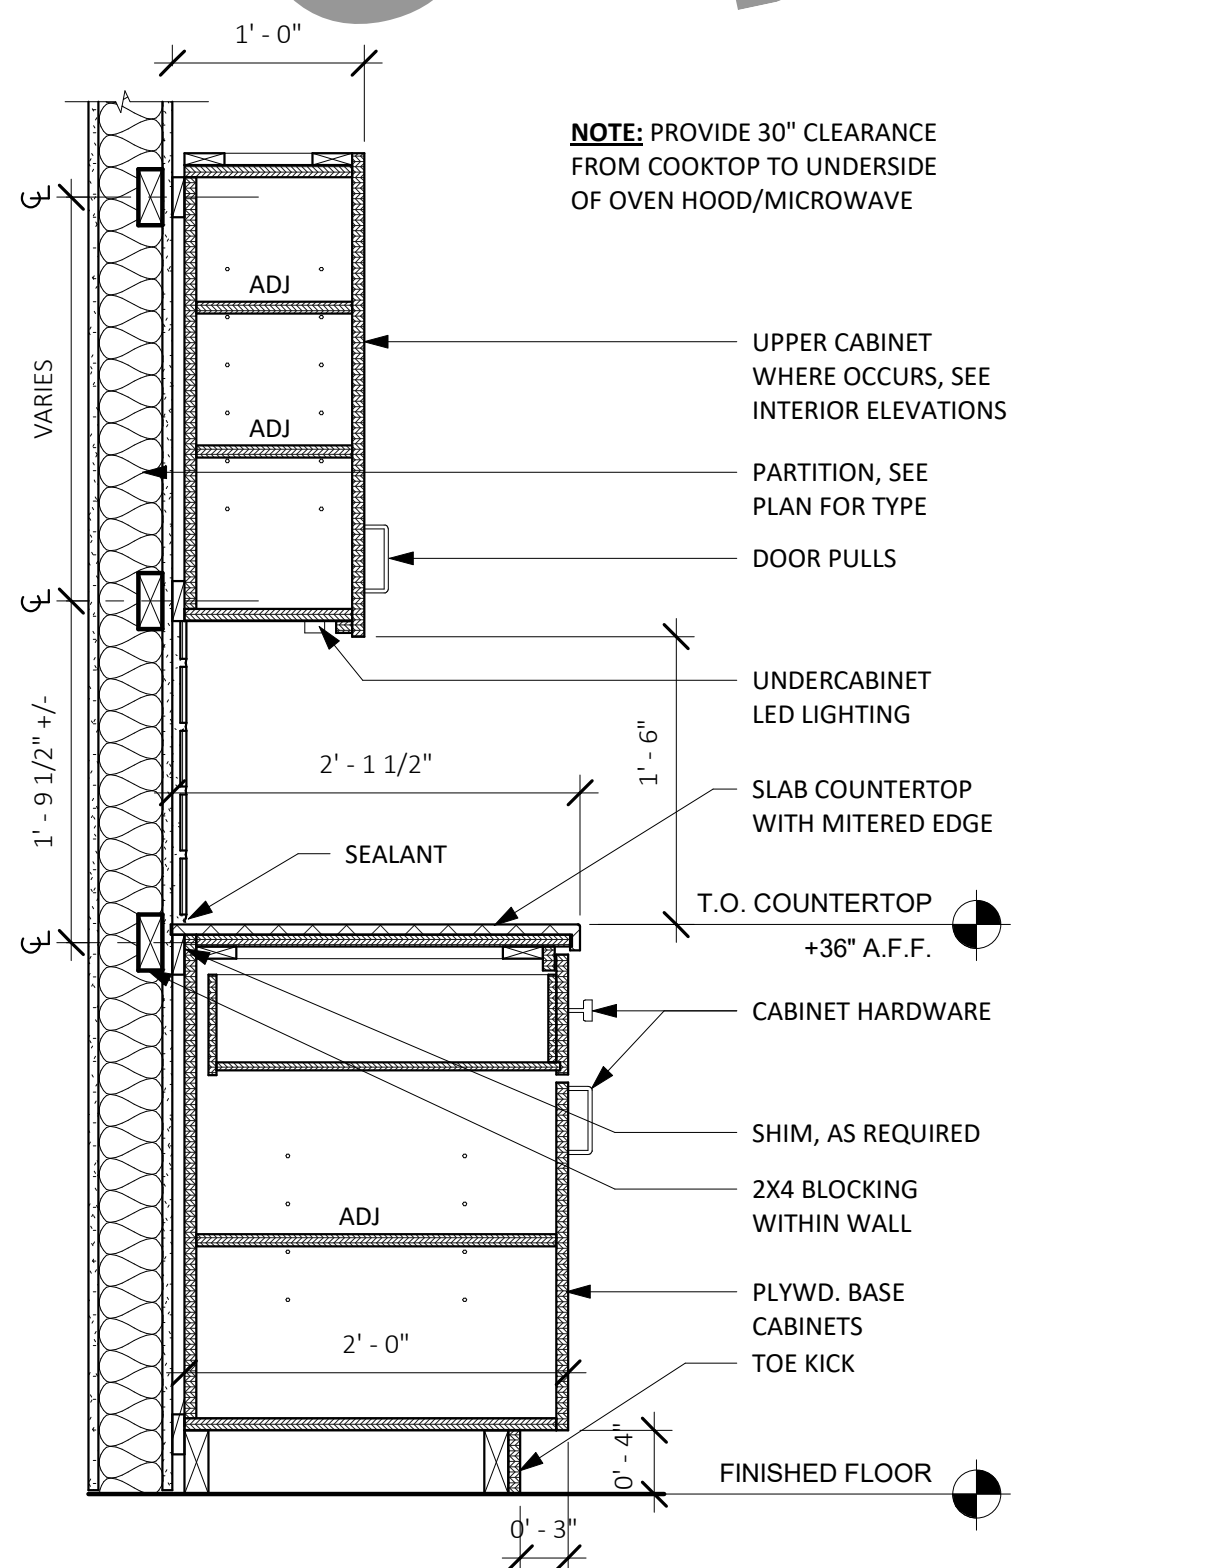 1' - 0"
NOTE: PROVIDE 30" CLEARANCE
FROM COOKTOP TO UNDERSIDE
OF OVEN HOOD/MICROWAVE
CL
ADJ
VARIES
UPPER CABINET
WHERE OCCURS, SEE
INTERIOR ELEVATIONS
ADJ
PARTITION, SEE
PLAN FOR TYPE
DOOR PULLS
CL
UNDERCABINET
LED LIGHTING
1' - 9 1/2" +/-
2' - 1 1/2"
1' - 6"
SLAB COUNTERTOP
WITH MITERED EDGE
SEALANT
T.O. COUNTERTOP
+36" A.F.F.
CL
CABINET HARDWARE
SHIM, AS REQUIRED
2X4 BLOCKING
WITHIN WALL
ADJ
PLYWD. BASE
CABINETS
2' - 0"
TOE KICK
0' - 4"
FINISHED FLOOR
0' - 3"